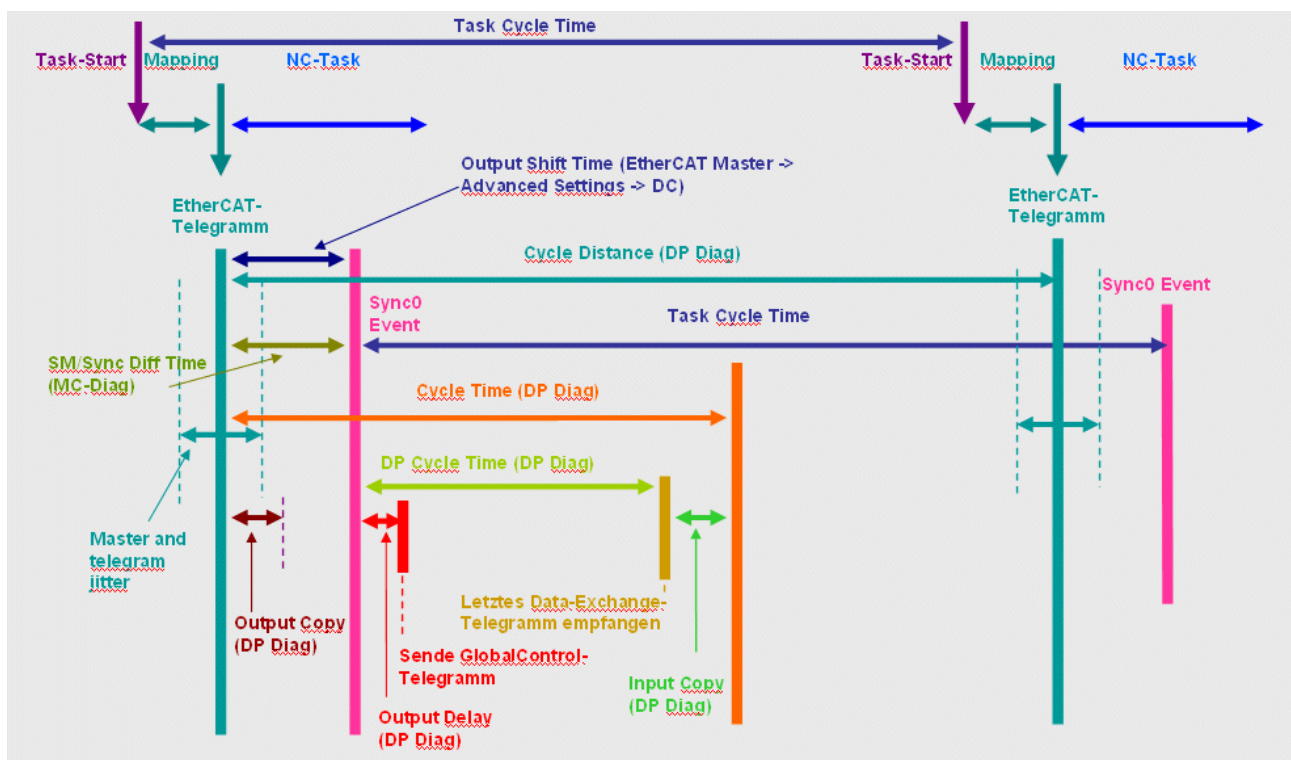 Task Cycle Time
Task-Start
Mapping
NC-Task
Task-Start
Mapping
NC-Task
Output Shift Time (EtherCAT Master ->
Advanced Settings -> DC)
EtherCAT-
Telegramm
EtherCAT-
Telegramm
Cycle Distance (DP Diag)
Sync0 Event
Sync0
Event
Task Cycle Time
SM/Sync Diff Time
(MC-Diag)
Cycle Time (DP Diag)
DP Cycle Time (DP Diag)
Master and
telegram
jitter
Letztes Data-Exchange-
Telegramm empfangen
Output Copy
(DP Diag)
Sende GlobalControl-
Telegramm
Input Copy
(DP Diag)
Output Delay
(DP Diag)